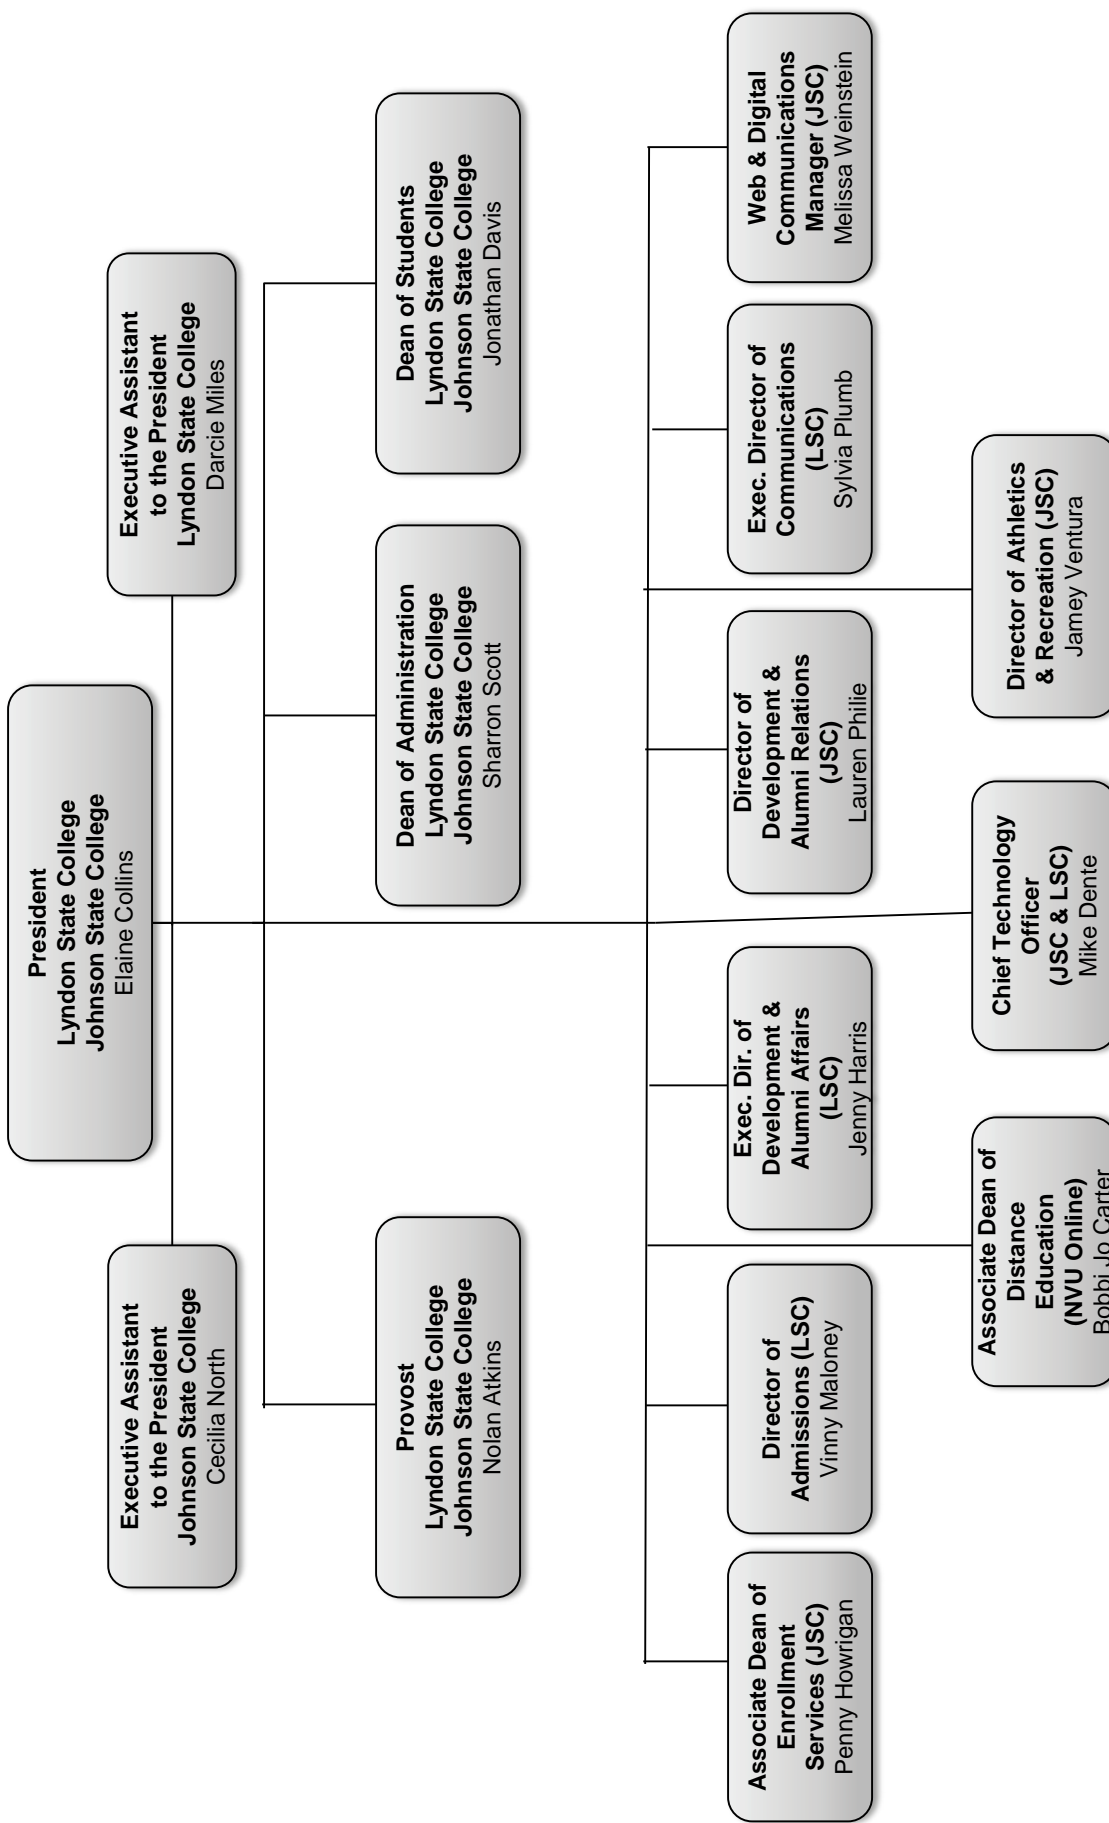 President
Lyndon State College
Johnson State College
Elaine Collins
Executive Assistant
to the President
Johnson State College
Cecilia North
Executive Assistant
to the President
Lyndon State College
Darcie Miles
Provost
Lyndon State College
Johnson State College
Nolan Atkins
Dean of Administration
Lyndon State College
Johnson State College
Sharron Scott
Dean of Students
Lyndon State College
Johnson State College
Jonathan Davis
Associate Dean of
Enrollment
Services (JSC)
Penny Howrigan
Director of
Admissions (LSC)
Vinny Maloney
Exec. Dir. of
Development &
Alumni Affairs
(LSC)
Jenny Harris
Director of
Development &
Alumni Relations
(JSC)
Lauren Philie
Exec. Director of
Communications
(LSC)
Sylvia Plumb
Web & Digital
Communications
Manager (JSC)
Melissa Weinstein
Associate Dean of
Distance
Education
(NVU Online)
Bobbi Jo Carter
Chief Technology
Officer
(JSC & LSC)
Mike Dente
Director of Athletics
& Recreation (JSC)
Jamey Ventura